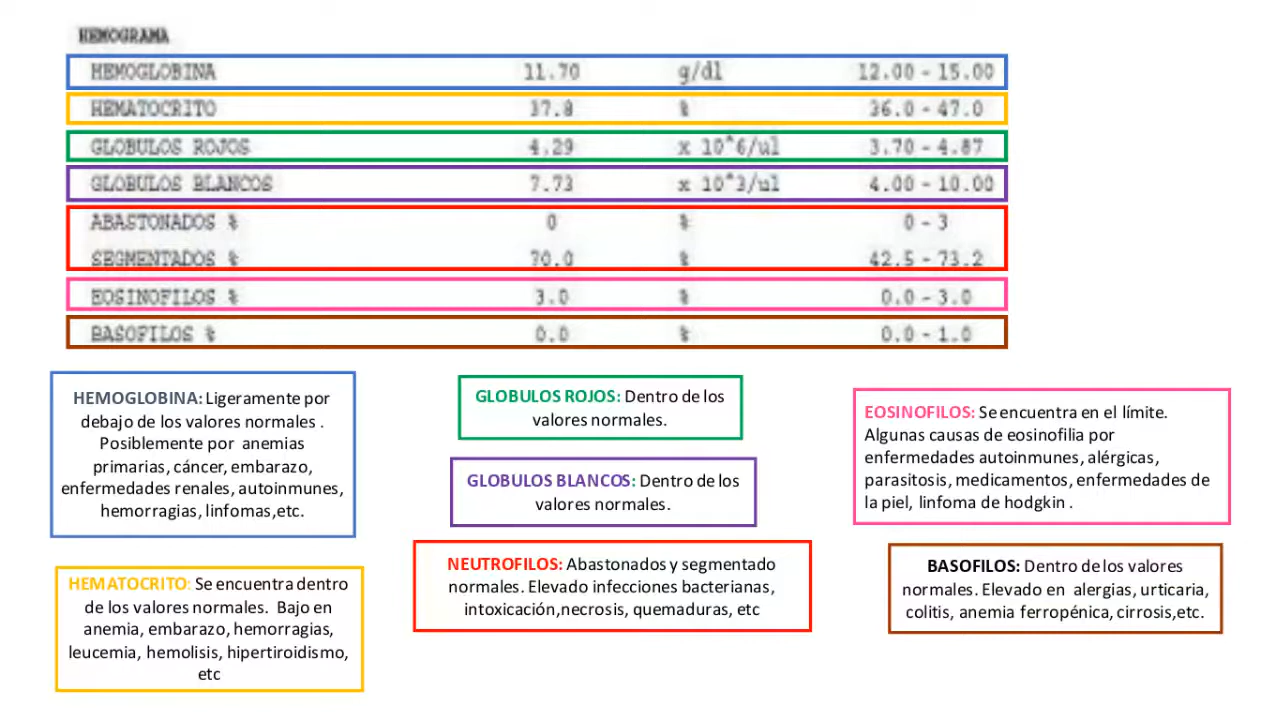 HEMOGRAMA
HEMOGLOBINA 11.70 g/dl 12.00 - 15.00
HEMATOCRITO 37.8 % 36.0 - 47.0
GLOBULOS ROJOS 4.29 x 10^6/ul 3.70 - 4.87
GLOBULOS BLANCOS 7.73 x 10^3/ul 4.00 - 10.00
ABASTONADOS % 0 % 0 - 3
SEGMENTADOS % 70.0 % 42.5 - 73.2
EOSINOFILOS % 3.0 % 0.0 - 3.0
BASOFILOS % 0.0 % 0.0 - 1.0
HEMOGLOBINA: Ligeramente por
debajo de los valores normales .
Posiblemente por anemias
primarias, cáncer, embarazo,
enfermedades renales, autoinmunes,
hemorragias, linfomas,etc.
HEMATOCRITO: Se encuentra dentro
de los valores normales. Bajo en
anemia, embarazo, hemorragias,
leucemia, hemolisis, hipertiroidismo,
etc
GLOBULOS ROJOS: Dentro de los
valores normales.
GLOBULOS BLANCOS: Dentro de los
valores normales.
NEUTROFILOS: Abastonados y segmentado
normales. Elevado infecciones bacterianas,
intoxicación,necrosis, quemaduras, etc
EOSINOFILOS: Se encuentra en el límite.
Algunas causas de eosinofilia por
enfermedades autoinmunes, alérgicas,
parasitosis, medicamentos, enfermedades de
la piel, linfoma de hodgkin .
BASOFILOS: Dentro de los valores
normales. Elevado en alergias, urticaria,
colitis, anemia ferropénica, cirrosis,etc.